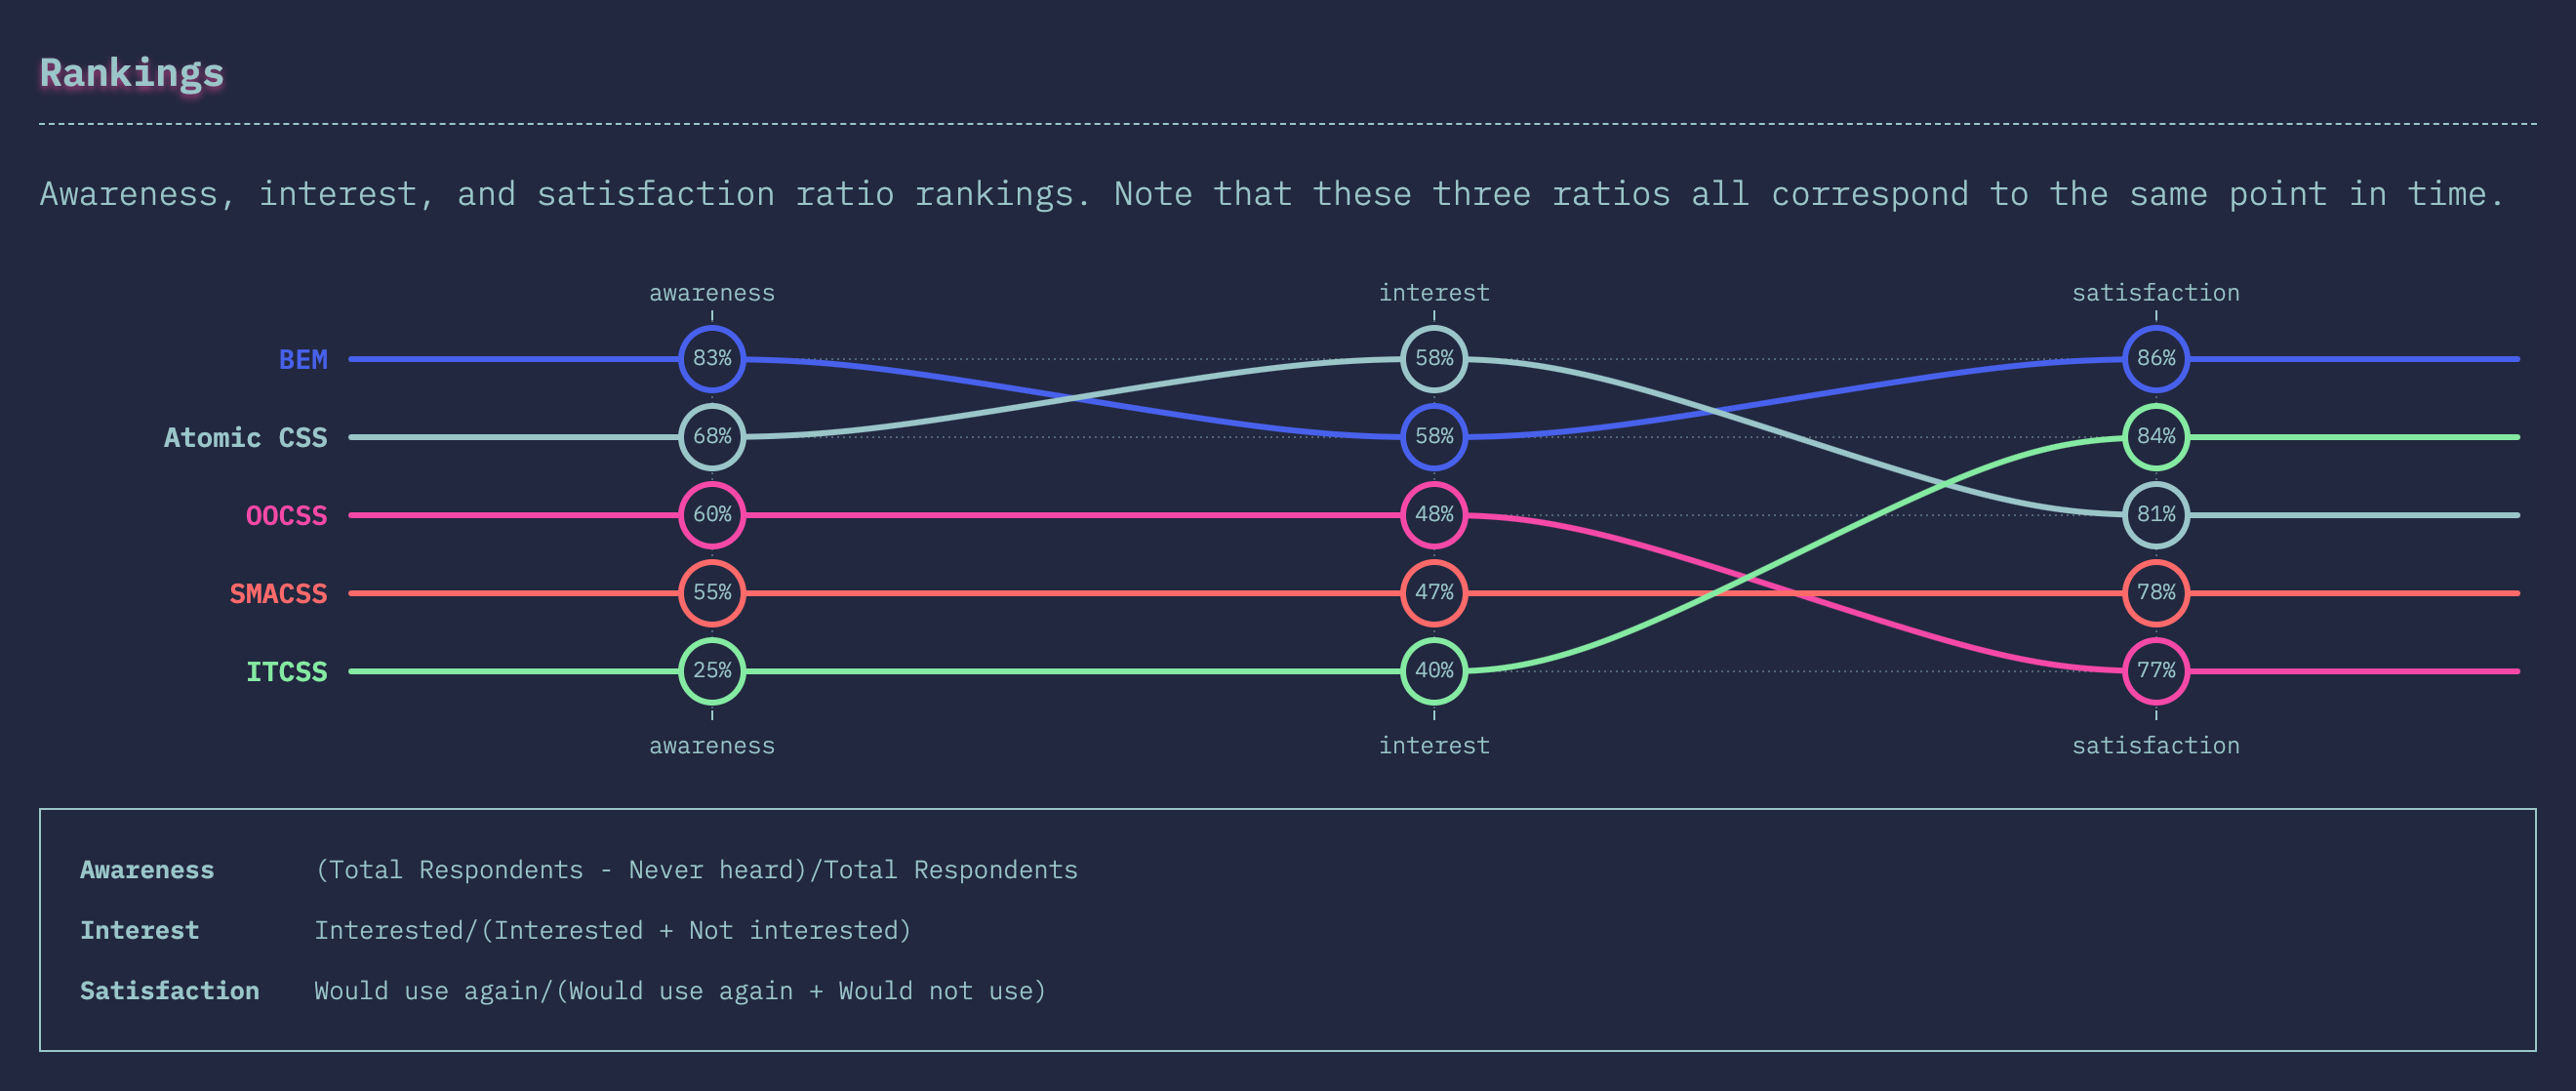 Rankings
Awareness, interest, and satisfaction ratio rankings. Note that these three ratios all correspond to the same point in time.
awareness interest satisfaction
BEM 83% 58% 86%
Atomic CSS 68% 58% 84%
OOCSS 60% 48% 81%
SMACSS 55% 47% 78%
ITCSS 25% 40% 77%
awareness interest satisfaction
Awareness (Total Respondents - Never heard)/Total Respondents
Interest Interested/(Interested + Not interested)
Satisfaction Would use again/(Would use again + Would not use)